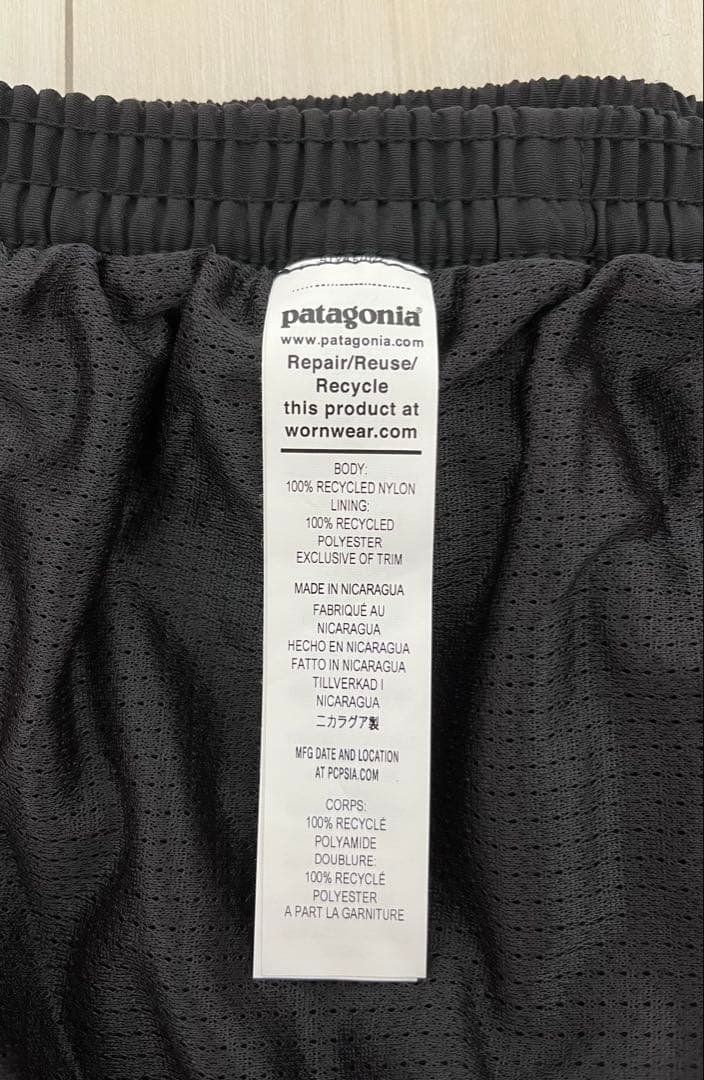 patagonia®
www.patagonia.com
Repair/Reuse/
Recycle
this product at
wornwear.com
BODY:
100% RECYCLED NYLON
LINING:
100% RECYCLED
POLYESTER
EXCLUSIVE OF TRIM
MADE IN NICARAGUA
FABRIQUÉ AU
NICARAGUA
HECHO EN NICARAGUA
FATTO IN NICARAGUA
TILLVERKAD I
NICARAGUA
ニカラグア製
MFG DATE AND LOCATION
AT PCPSIA.COM
CORPS:
100% RECYCLÉ
POLYAMIDE
DOUBLURE:
100% RECYCLÉ
POLYESTER
A PART LA GARNITURE